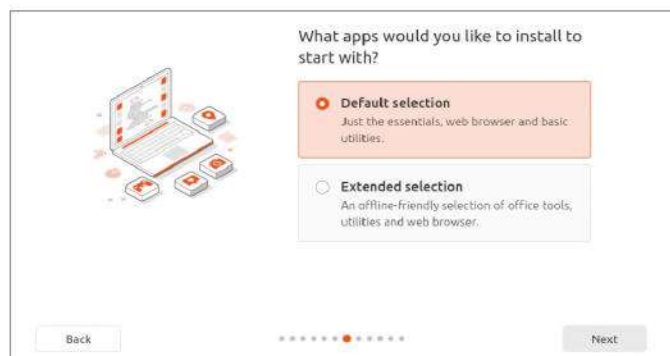 What apps would you like to install to
start with?
Default selection
Just the essentials, web browser and basic
utilities.
Extended selection
An offline-friendly selection of office tools,
utilities and web browser.
Back
Next